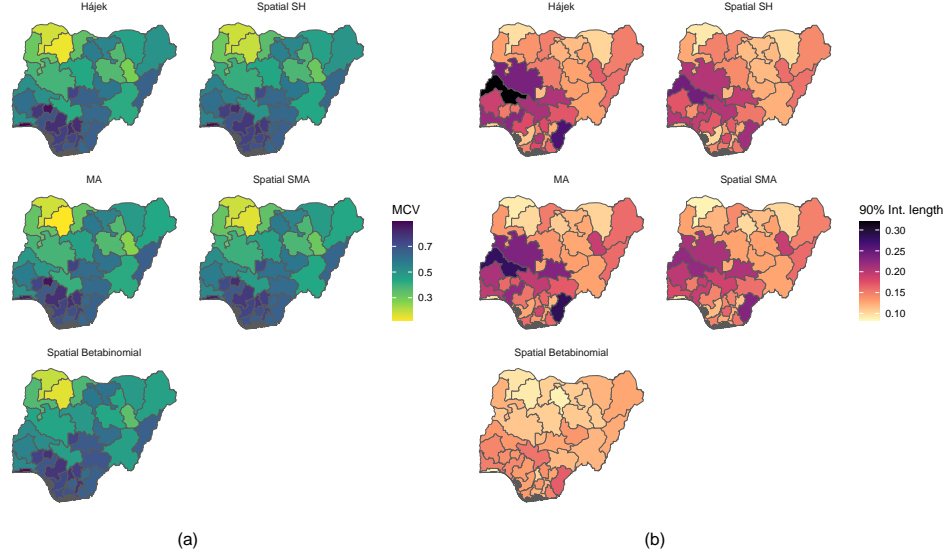 Hájek
Spatial SH
MA
Spatial SMA
Spatial Betabinomial
MCV
0.7
0.5
0.3
(a)
Hájek
Spatial SH
MA
Spatial SMA
Spatial Betabinomial
90% Int. length
0.30
0.25
0.20
0.15
0.10
(b)